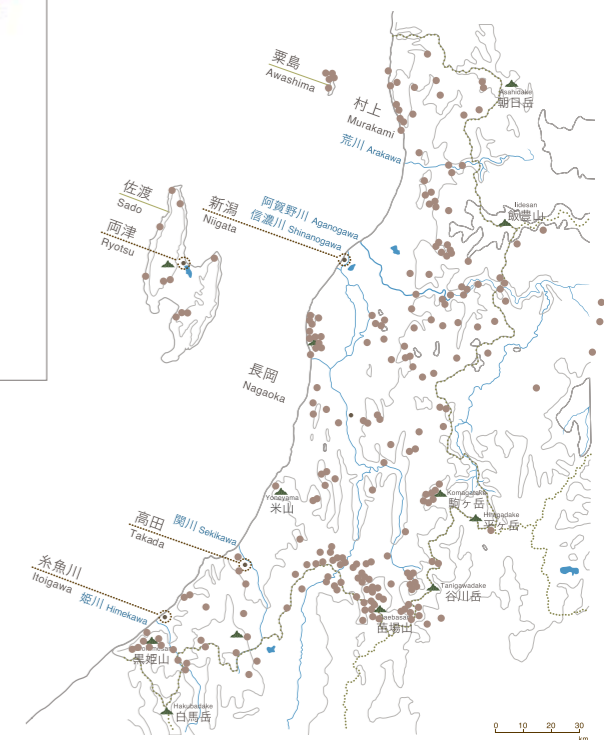 粟島
Awashima
村上
Murakami
荒川 Arakawa
Asahidake
朝日岳
佐渡
Sado
両津
Ryotsu
新潟
Niigata
阿賀野川 Aganogawa
信濃川 Shinanogawa
Iidesan
飯豊山
長岡
Nagaoka
Yoneyama
米山
Komagatake
駒ヶ岳
Hiragadake
平ヶ岳
高田
Takada
関川 Sekikawa
糸魚川
Itoigawa
姫川 Himekawa
Tanigawadake
谷川岳
苗場山
黒姫山
Hakubadake
白馬岳
0 10 20 30
km